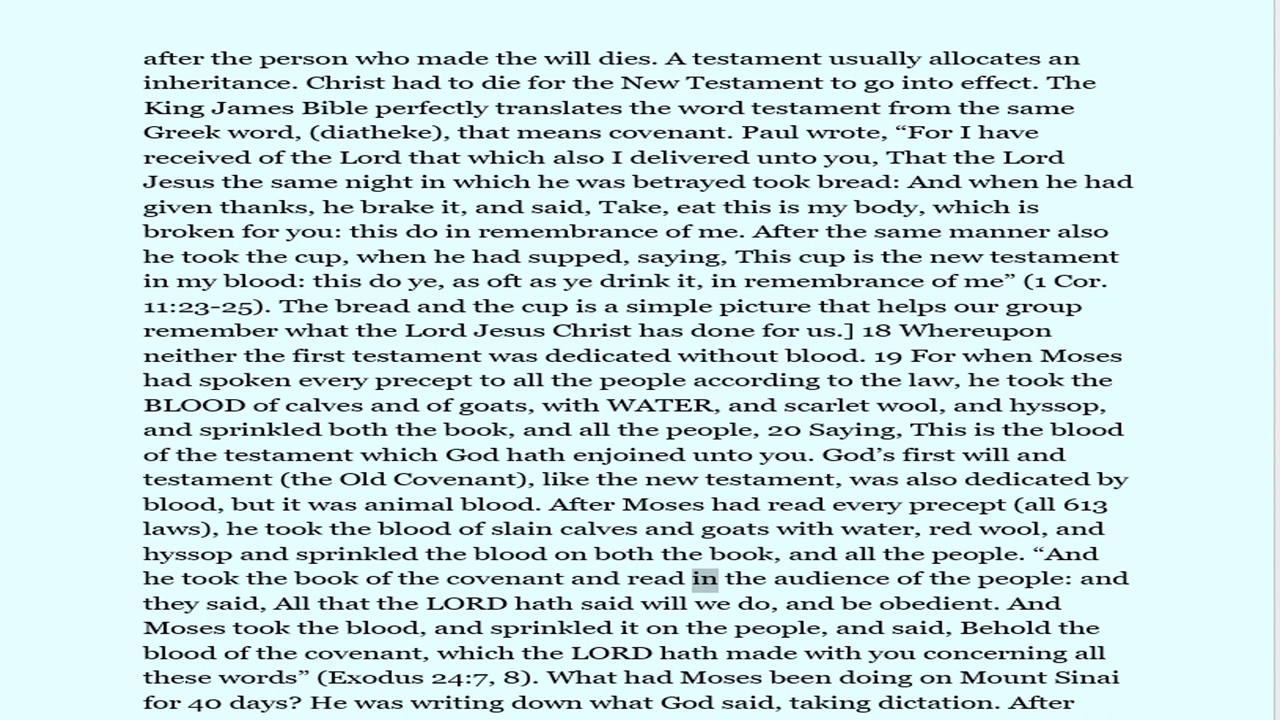 after the person who made the will dies. A testament usually allocates an
inheritance. Christ had to die for the New Testament to go into effect. The
King James Bible perfectly translates the word testament from the same
Greek word, (diatheke), that means covenant. Paul wrote, “For I have
received of the Lord that which also I delivered unto you, That the Lord
Jesus the same night in which he was betrayed took bread: And when he had
given thanks, he brake it, and said, Take, eat this is my body, which is
broken for you: this do in remembrance of me. After the same manner also
he took the cup, when he had supped, saying, This cup is the new testament
in my blood: this do ye, as oft as ye drink it, in remembrance of me” (1 Cor.
11:23-25). The bread and the cup is a simple picture that helps our group
remember what the Lord Jesus Christ has done for us.] 18 Whereupon
neither the first testament was dedicated without blood. 19 For when Moses
had spoken every precept to all the people according to the law, he took the
BLOOD of calves and of goats, with WATER, and scarlet wool, and hyssop,
and sprinkled both the book, and all the people, 20 Saying, This is the blood
of the testament which God hath enjoined unto you. God’s first will and
testament (the Old Covenant), like the new testament, was also dedicated by
blood, but it was animal blood. After Moses had read every precept (all 613
laws), he took the blood of slain calves and goats with water, red wool, and
hyssop and sprinkled the blood on both the book, and all the people. “And
he took the book of the covenant and read in the audience of the people: and
they said, All that the LORD hath said will we do, and be obedient. And
Moses took the blood, and sprinkled it on the people, and said, Behold the
blood of the covenant, which the LORD hath made with you concerning all
these words” (Exodus 24:7, 8). What had Moses been doing on Mount Sinai
for 40 days? He was writing down what God said, taking dictation. After